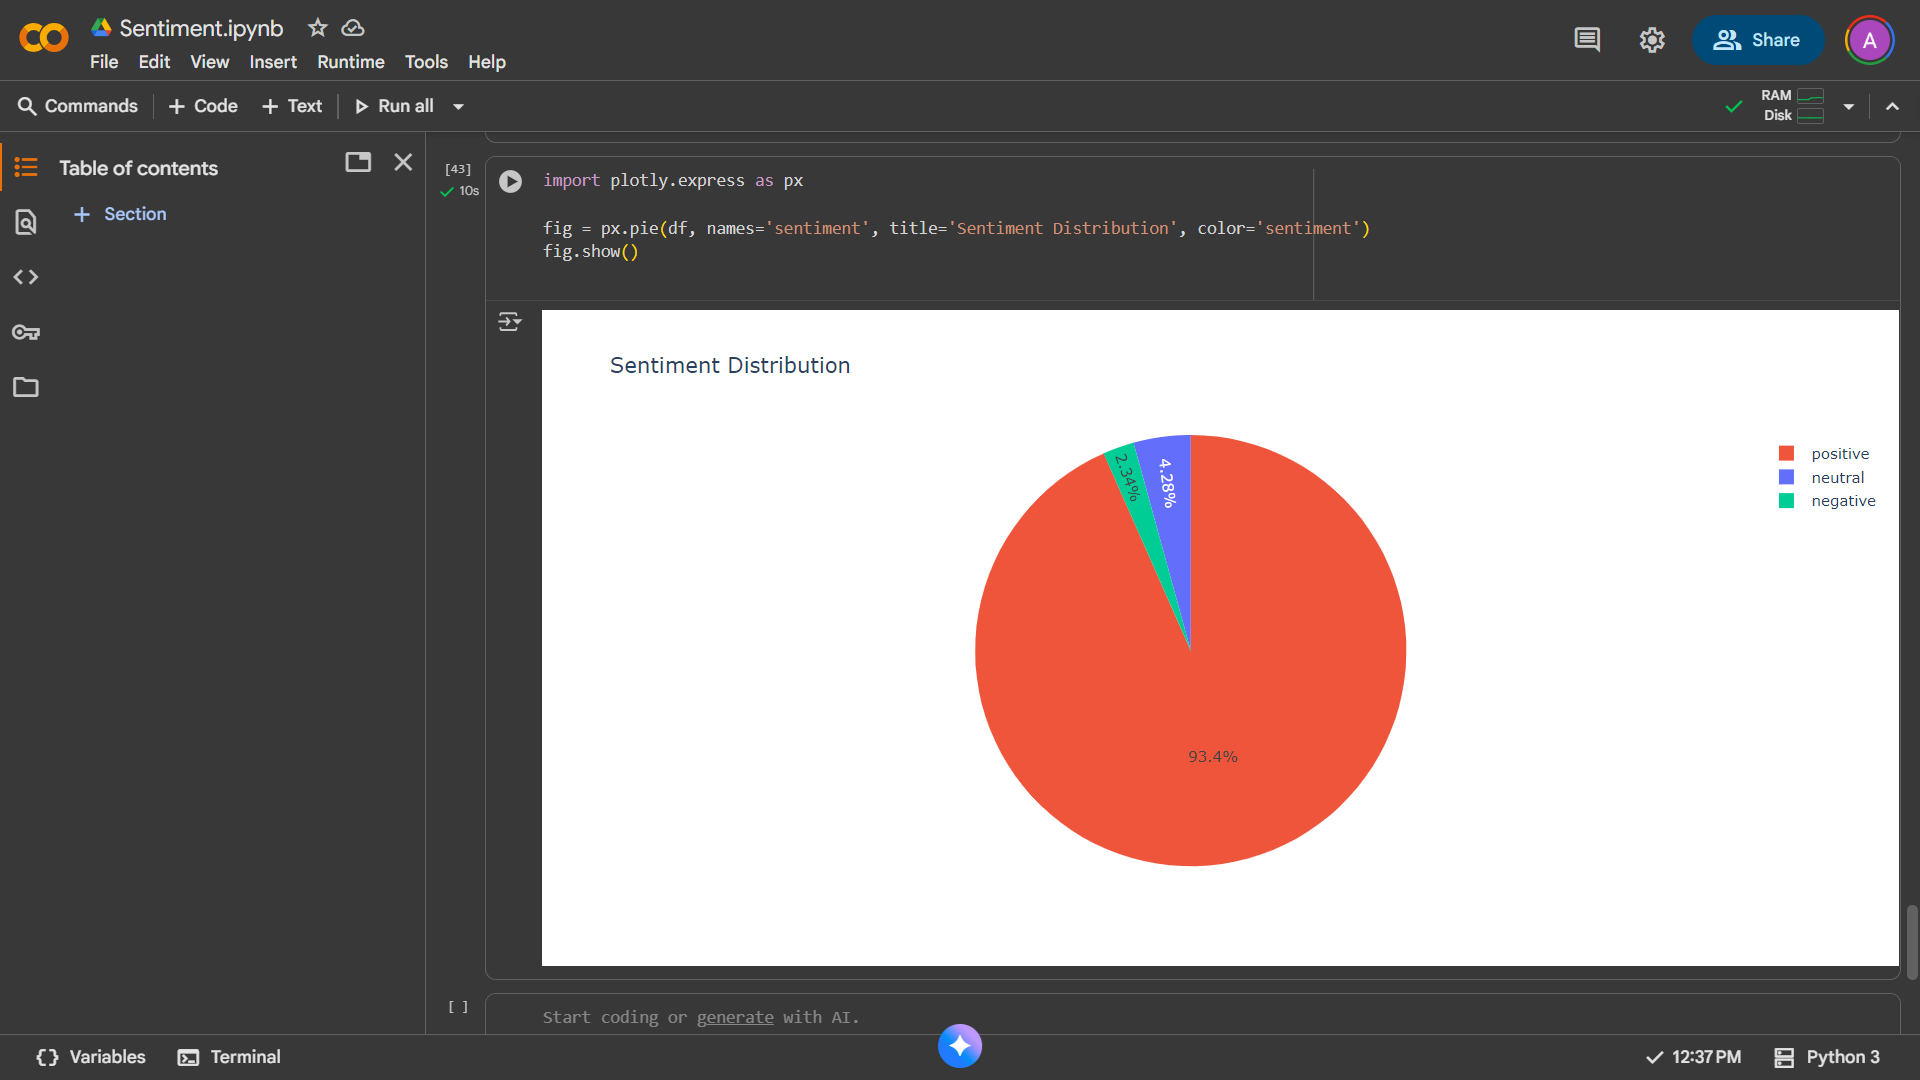 Sentiment.ipynb
File Edit View Insert Runtime Tools Help
Share
A
Commands + Code + Text Run all
RAM
Disk
Table of contents
+ Section
[43]
10s
import plotly.express as px
fig = px.pie(df, names='sentiment', title='Sentiment Distribution', color='sentiment')
fig.show()
Sentiment Distribution
positive
neutral
negative
2.34%
4.28%
93.4%
[ ]
Start coding or generate with AI.
Variables Terminal
12:37 PM Python 3